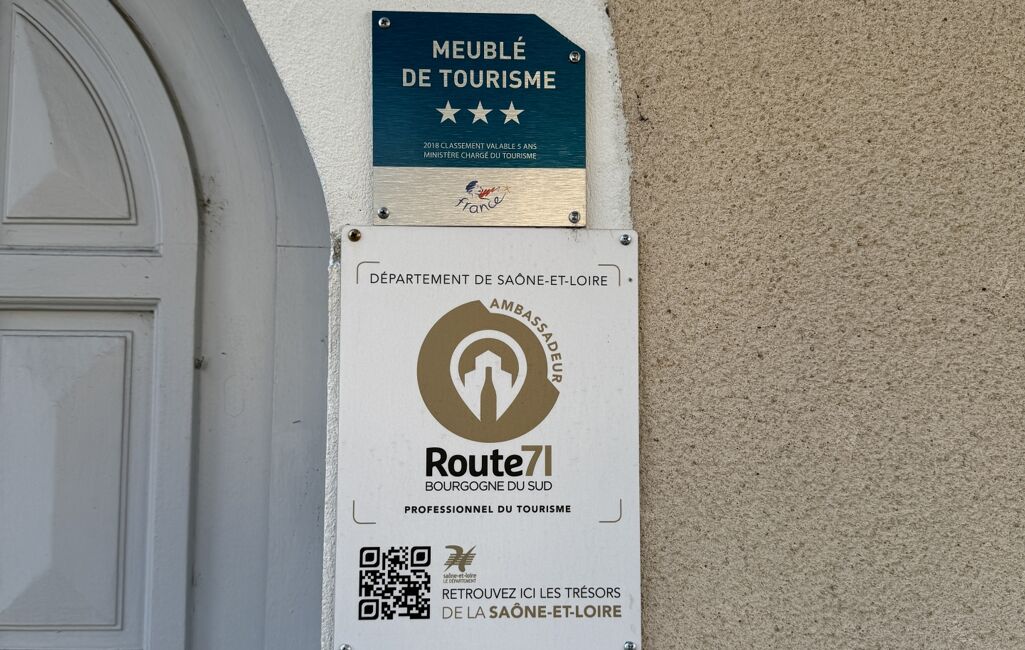 MEUBLÉ
DE TOURISME
2018 CLASSEMENT VALABLE 5 ANS
MINISTÈRE CHARGÉ DU TOURISME
france
DÉPARTEMENT DE SAÔNE-ET-LOIRE
AMBASSADEUR
Route71
BOURGOGNE DU SUD
PROFESSIONNEL DU TOURISME
saône-et-loire
LE DÉPARTEMENT
RETROUVEZ ICI LES TRÉSORS
DE LA SAÔNE-ET-LOIRE